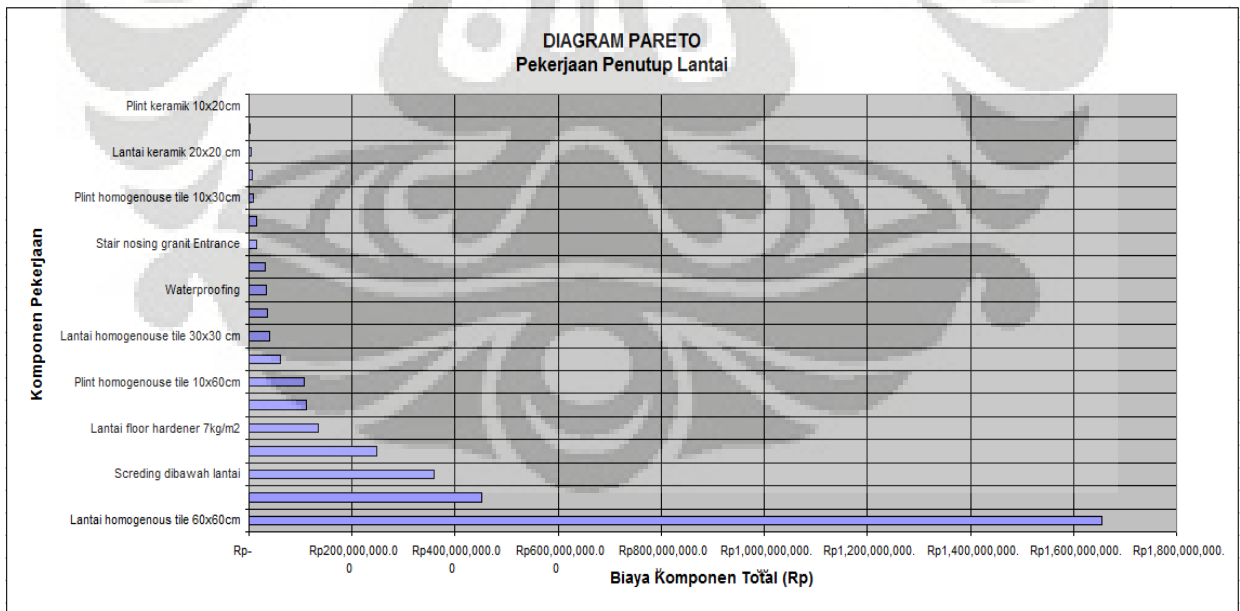 DIAGRAM PARETO
Pekerjaan Penutup Lantai
Komponen Pekerjaan
Plint keramik 10x20cm
Lantai keramik 20x20 cm
Plint homogenouse tile 10x30cm
Stair nosing granit Entrance
Waterproofing
Lantai homogenouse tile 30x30 cm
Plint homogenouse tile 10x60cm
Lantai floor hardener 7kg/m2
Screding dibawah lantai
Lantai homogenous tile 60x60cm
Rp-
Rp200,000,000.0
0
Rp400,000,000.0
0
Rp600,000,000.0
0
Rp800,000,000.0
Rp1,000,000,000.
Rp1,200,000,000.
Rp1,400,000,000.
Rp1,600,000,000.
Rp1,800,000,000.
Biaya Komponen Total (Rp)